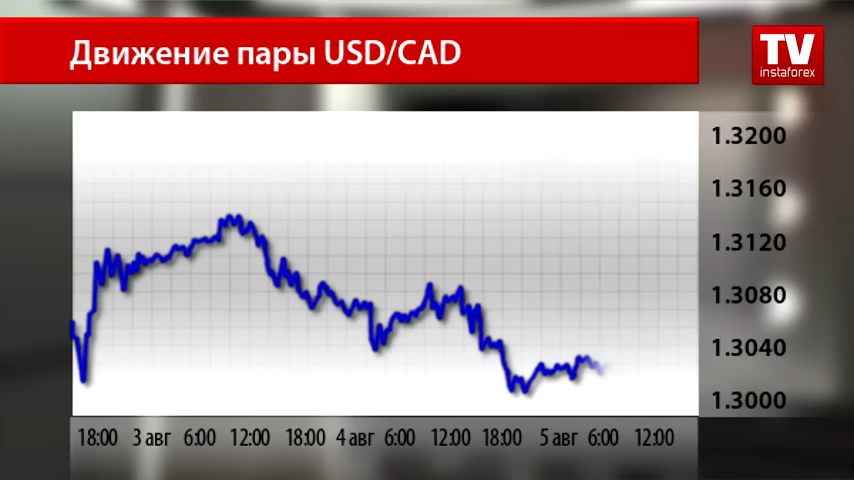 Движение пары USD/CAD
TV
instaforex
1.3200
1.3160
1.3120
1.3080
1.3040
1.3000
18:00 3 авг 6:00 12:00 18:00 4 авг 6:00 12:00 18:00 5 авг 6:00 12:00